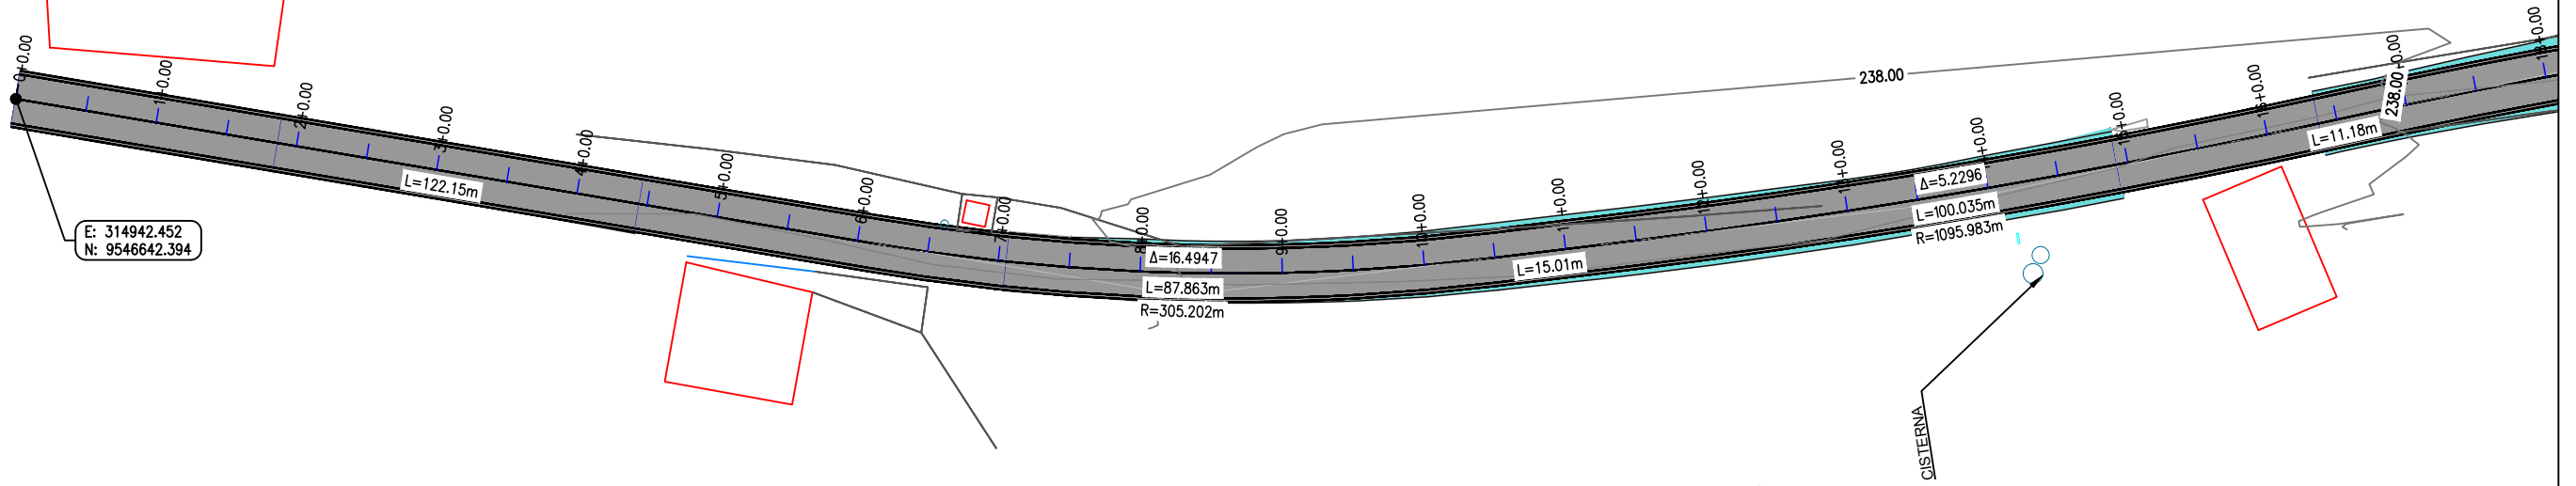 0+0.00
1+0.00
2+0.00
3+0.00
4+0.00
5+0.00
6+0.00
7+0.00
8+0.00
9+0.00
10+0.00
11+0.00
12+0.00
13+0.00
14+0.00
15+0.00
16+0.00
18+0.00
L=122.15m
E: 314942.452
N: 9546642.394
Δ=16.4947
L=87.863m
R=305.202m
L=15.01m
Δ=5.2296
L=100.035m
R=1095.983m
L=11.18m
238.00
238.00
CISTERNA